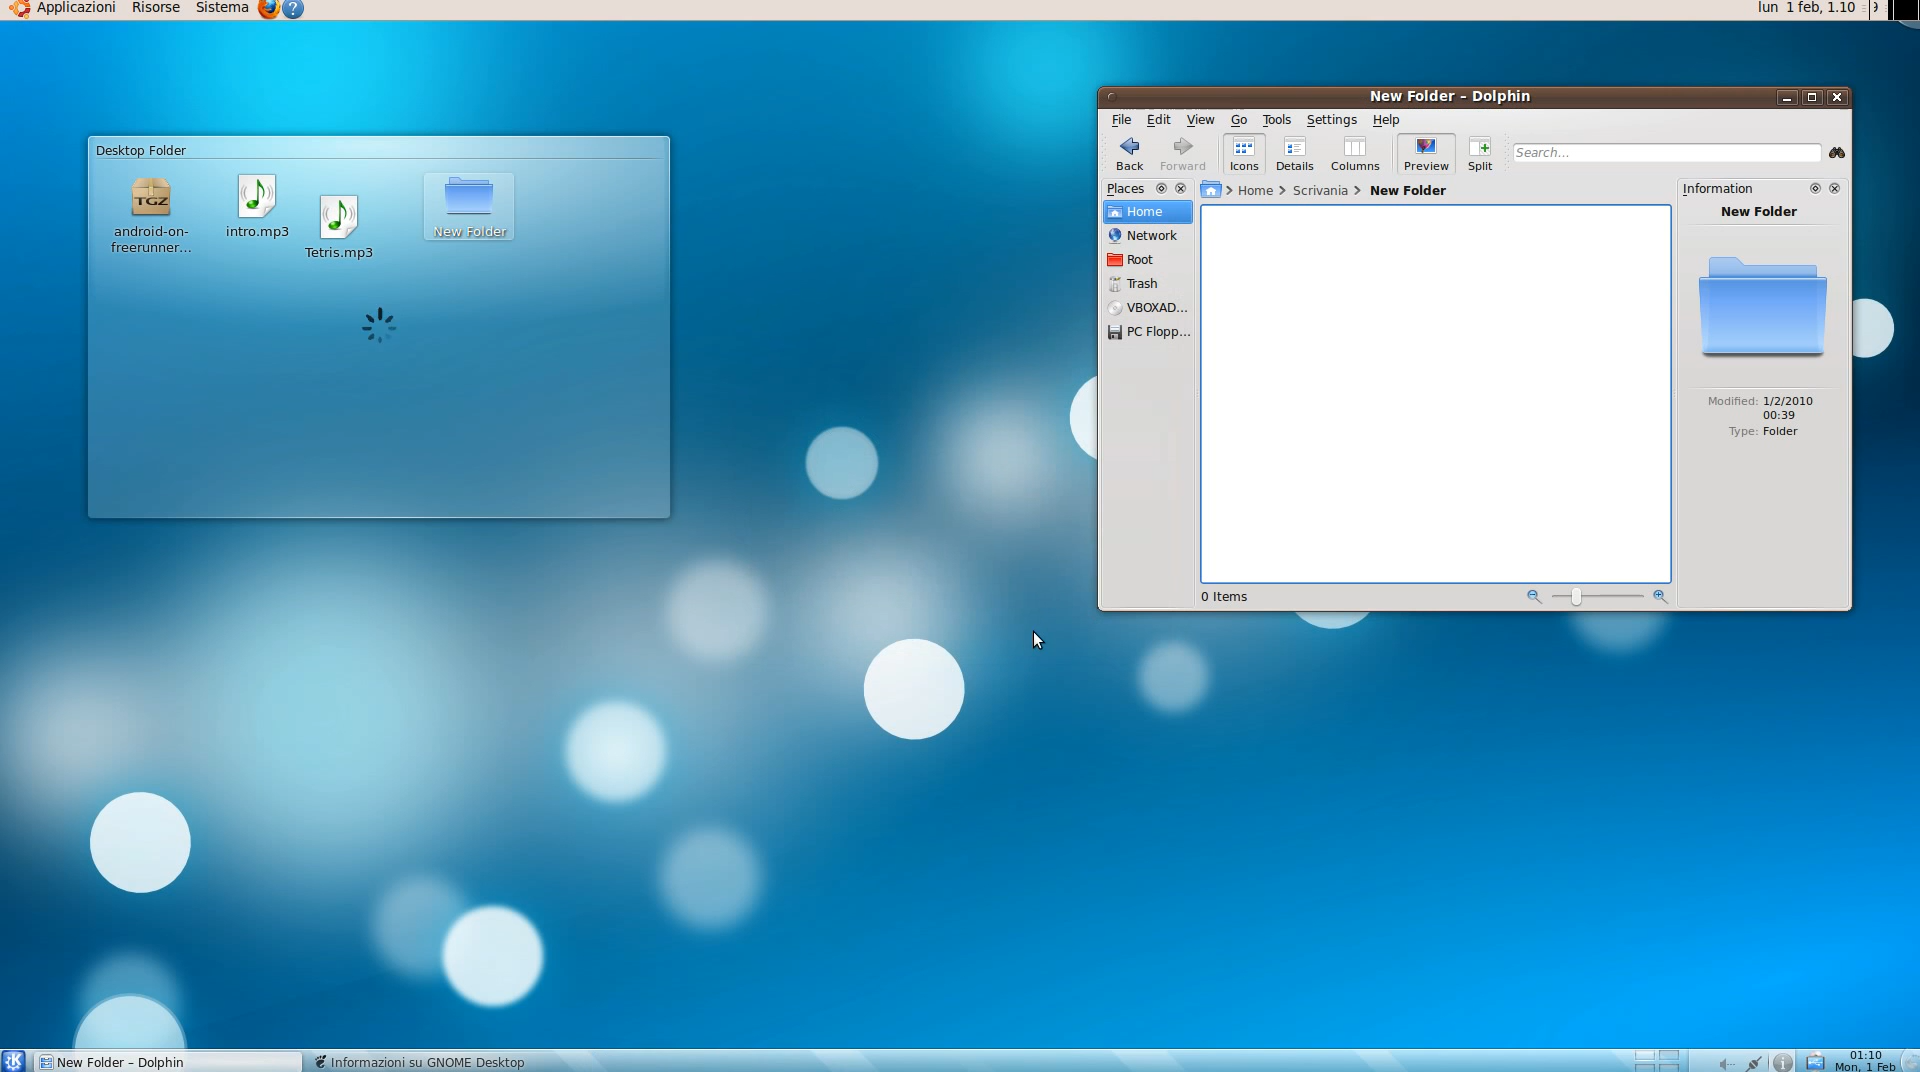 Applicazioni Risorse Sistema ?
lun 1 feb, 1.10
Desktop Folder
TGZ
android-on-
freerunner...
intro.mp3
Tetris.mp3
New Folder
New Folder – Dolphin
File Edit View Go Tools Settings Help
Back Forward Icons Details Columns Preview Split
Search...
Places
Home > Scrivania > New Folder
Information
Home
Network
Root
Trash
VBOXAD...
PC Flopp...
New Folder
Modified: 1/2/2010
00:39
Type: Folder
0 Items
New Folder – Dolphin
Informazioni su GNOME Desktop
01:10
Mon, 1 Feb